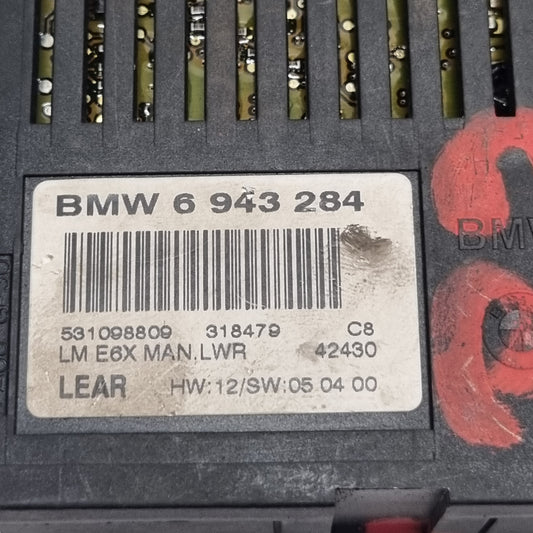 BMW 6 943 284
531098809 318479 C8
LM E6X MAN.LWR 42430
LEAR HW:12/SW:05 04 00
BMW